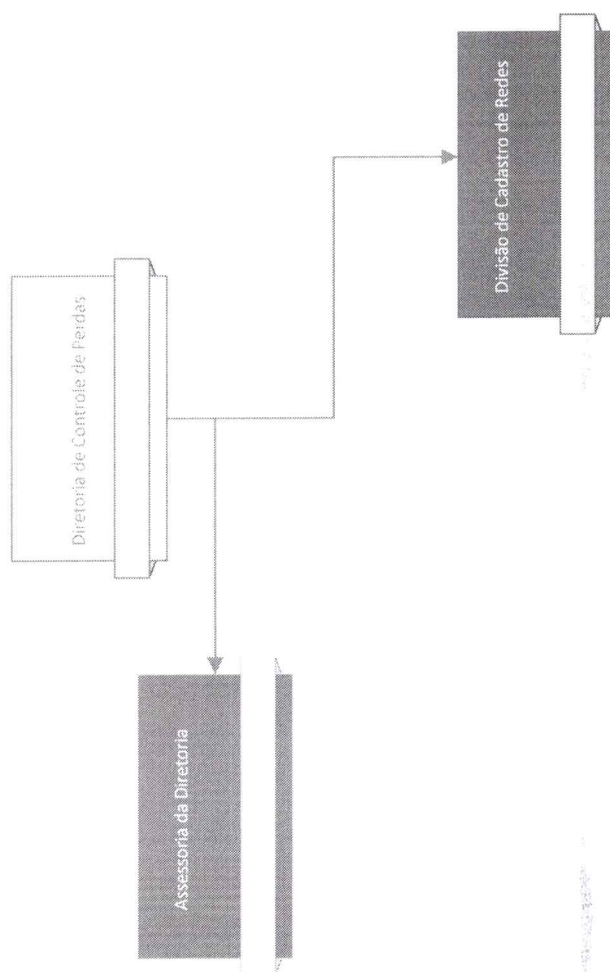 Diretoria de Controle de Perdas
Assessoria da Diretoria
Divisão de Cadastro de Redes